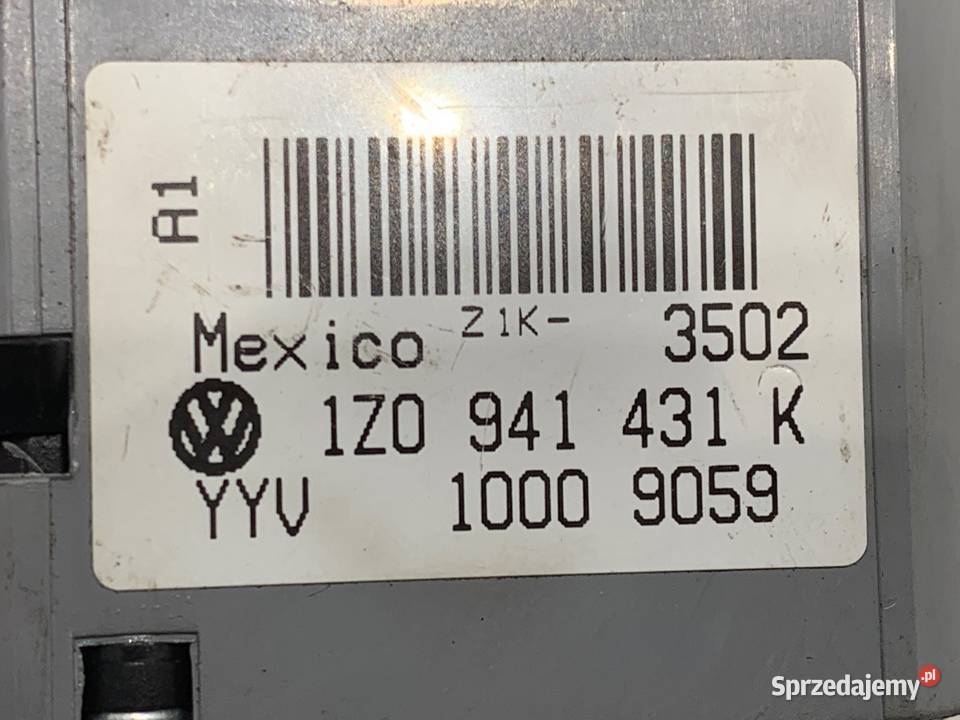 A1
Mexico Z1K- 3502
1Z0 941 431 K
YYV 1000 9059
Sprzedajemy.pl